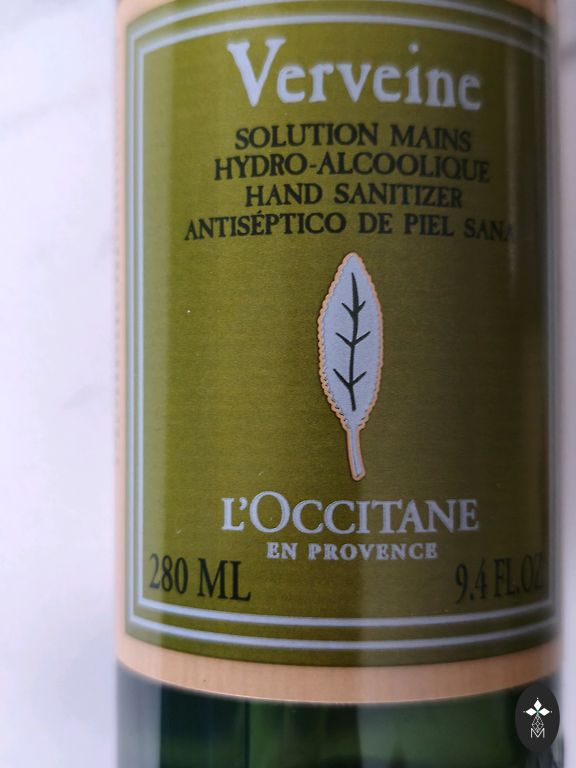 Verveine
SOLUTION MAINS
HYDRO-ALCOOLIQUE
HAND SANITIZER
ANTISÉPTICO DE PIEL SANA
L'OCCITANE
EN PROVENCE
280 ML
9.4 FL.OZ